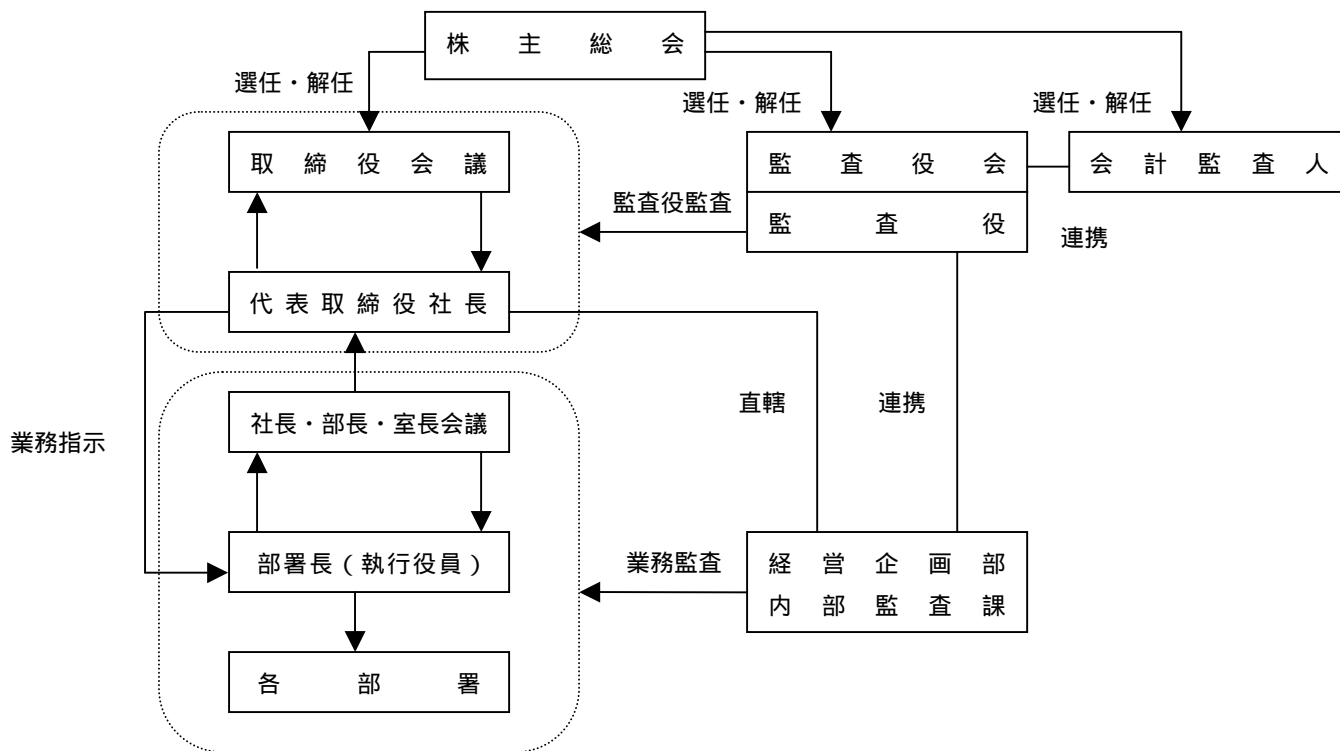 株主総会
選任・解任
選任・解任
選任・解任
取締役会議
監査役会
会計監査人
監査役監査
監査役
連携
代表取締役社長
直轄
連携
社長・部長・室長会議
業務指示
部署長(執行役員)
業務監査
経営企画部
内部監査課
各部署